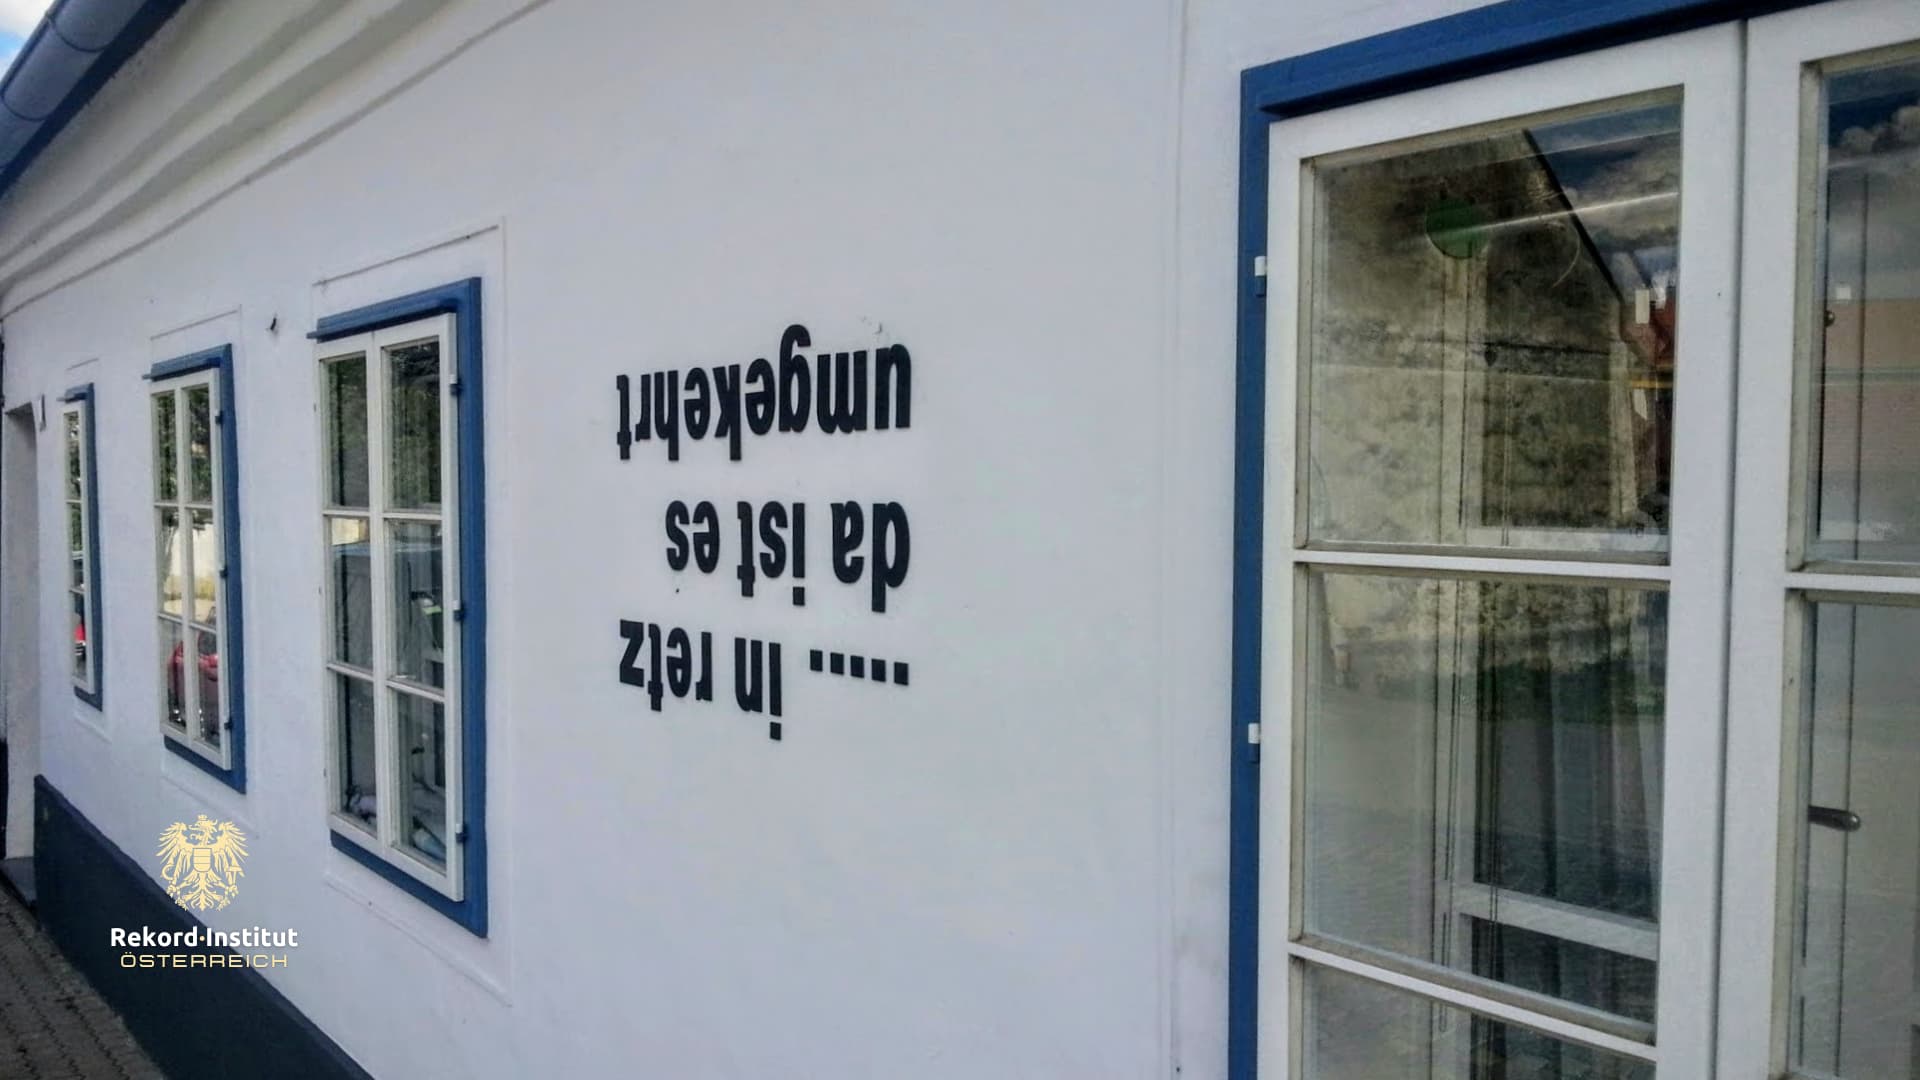 ..... in retz
da ist es
umgekehrt
Rekord·Institut
ÖSTERREICH